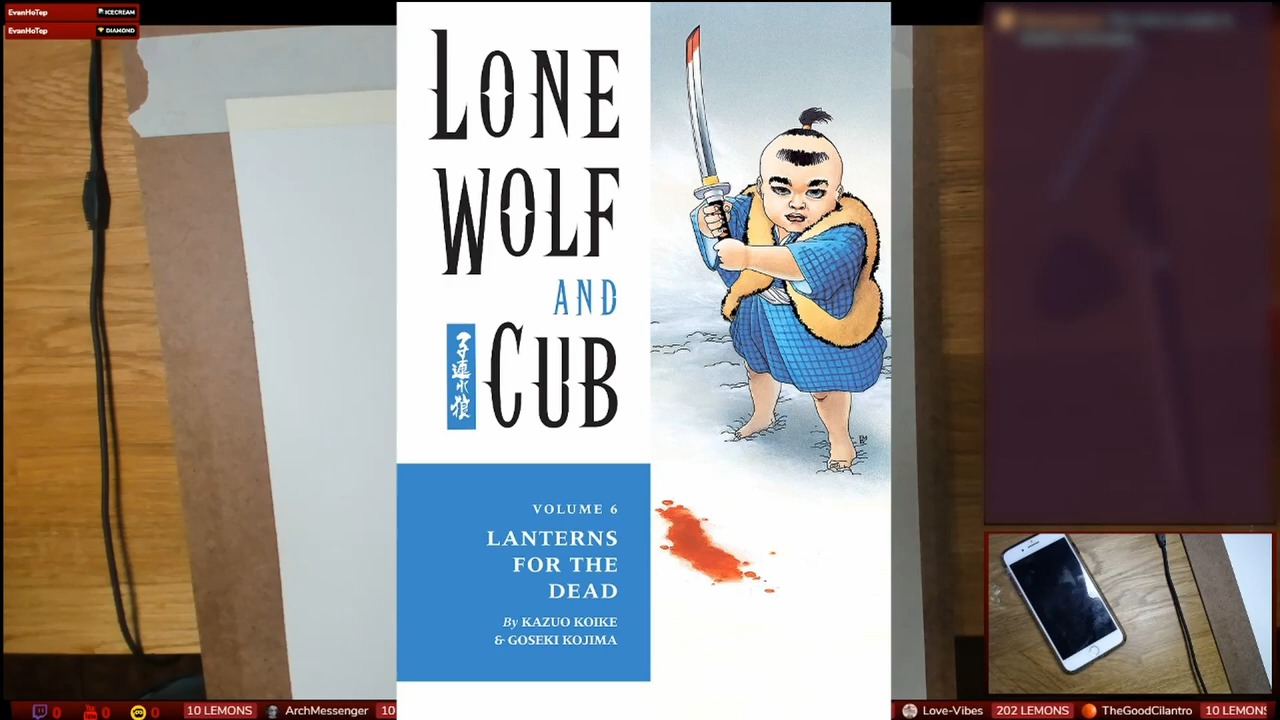 EvanHoTep ICECREAM
EvanHoTep DIAMOND
LONE
WOLF
AND
CUB
子連れ狼
VOLUME 6
LANTERNS
FOR THE
DEAD
By KAZUO KOIKE
& GOSEKI KOJIMA
0 0 0 10 LEMONS ArchMessenger 10 Love-Vibes 202 LEMONS TheGoodCilantro 10 LEMONS